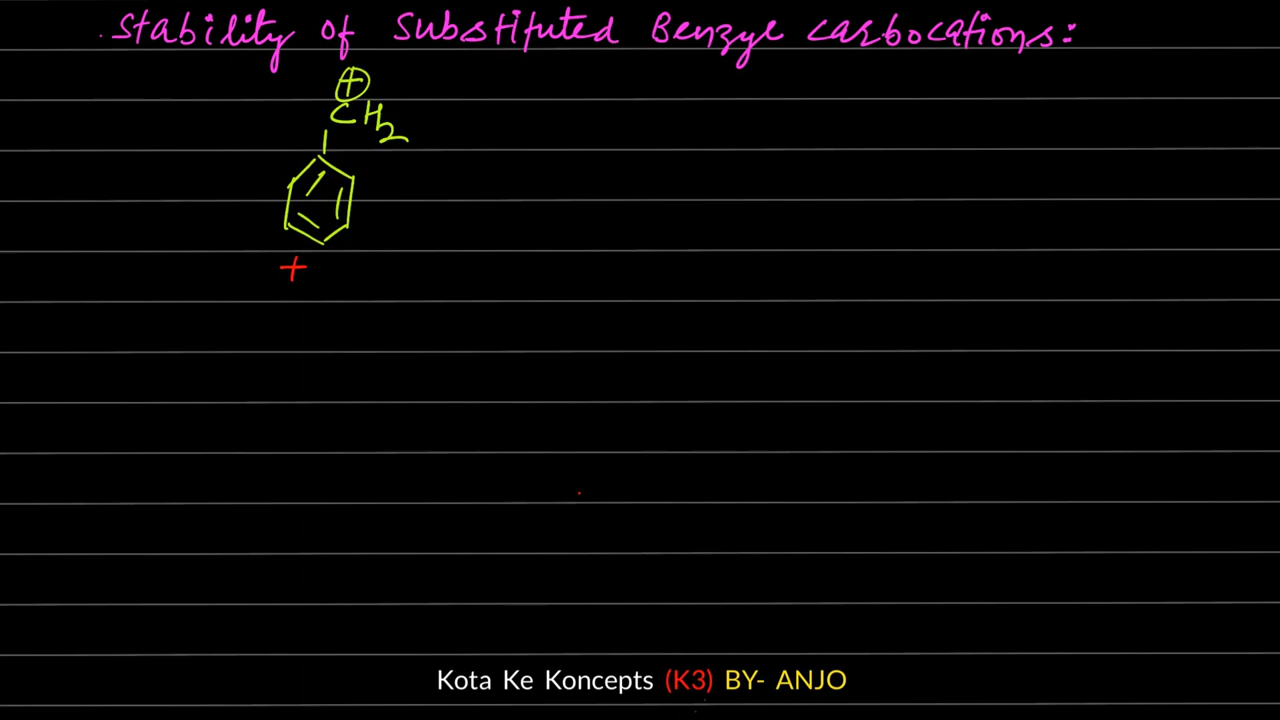 Stability of Substituted Benzyl carbocations:
⊕
CH2
+
Kota Ke Koncepts (K3) BY- ANJO